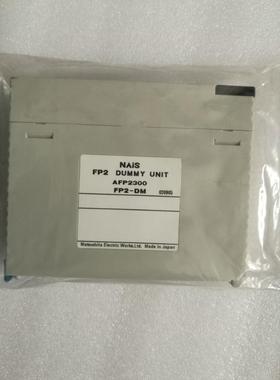 NAiS
FP2 DUMMY UNIT
AFP2300
FP2-DM
Matsushita Electric Works,Ltd. Made in Japan